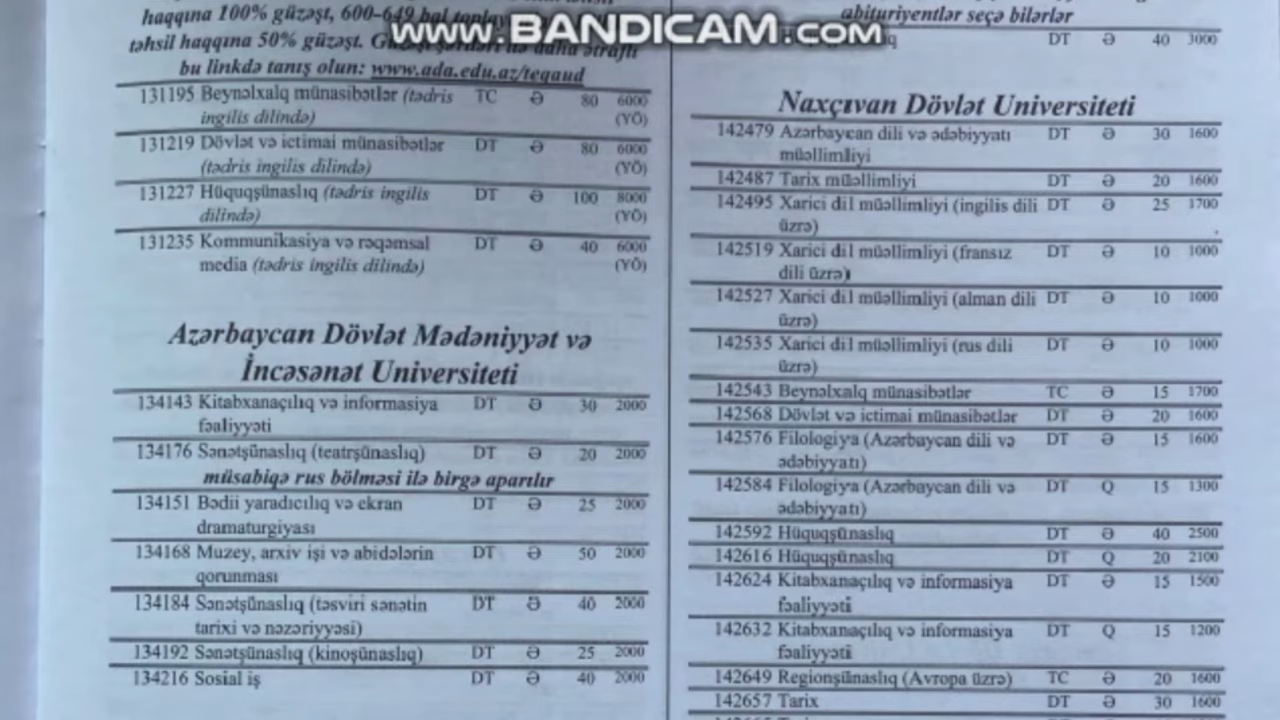 haqqına 100% güzəşt, 600–649 bal
www.BANDICAM.com
təhsil haqqına 50% güzəşt.
bu linkdə tanış olun: www.ada.edu.az/teqaud
131195 Beynəlxalq münasibətlər (tədris TC Ə 80 6000
ingilis dilində) (YÖ)
131219 Dövlət və ictimai münasibətlər DT Ə 80 6000
(tədris ingilis dilində) (YÖ)
131227 Hüquqşünaslıq (tədris ingilis DT Ə 100 8000
dilində) (YÖ)
131235 Kommunikasiya və rəqəmsal DT Ə 40 6000
media (tədris ingilis dilində) (YÖ)
Azərbaycan Dövlət Mədəniyyət və
İncəsənət Universiteti
134143 Kitabxanaçılıq və informasiya DT Ə 30 2000
fəaliyyəti
134176 Sənətşünaslıq (teatrşünaslıq) DT Ə 20 2000
müsabiqə rus bölməsi ilə birgə aparılır
134151 Bədii yaradıcılıq və ekran DT Ə 25 2000
dramaturgiyası
134168 Muzey, arxiv işi və abidələrin DT Ə 50 2000
qorunması
134184 Sənətşünaslıq (təsviri sənətin DT Ə 40 2000
tarixi və nəzəriyyəsi)
134192 Sənətşünaslıq (kinoşünaslıq) DT Ə 25 2000
134216 Sosial iş DT Ə 40 2000
abituriyentlər seçə bilərlər
DT Ə 40 3000
Naxçıvan Dövlət Universiteti
142479 Azərbaycan dili və ədəbiyyatı DT Ə 30 1600
müəllimliyi
142487 Tarix müəllimliyi DT Ə 20 1600
142495 Xarici dil müəllimliyi (ingilis dili DT Ə 25 1700
üzrə)
142519 Xarici dil müəllimliyi (fransız DT Ə 10 1000
dili üzrə)
142527 Xarici dil müəllimliyi (alman dili DT Ə 10 1000
üzrə)
142535 Xarici dil müəllimliyi (rus dili DT Ə 10 1000
üzrə)
142543 Beynəlxalq münasibətlər TC Ə 15 1700
142568 Dövlət və ictimai münasibətlər DT Ə 20 1600
142576 Filologiya (Azərbaycan dili və DT Ə 15 1600
ədəbiyyatı)
142584 Filologiya (Azərbaycan dili və DT Q 15 1300
ədəbiyyatı)
142592 Hüquqşünaslıq DT Ə 40 2500
142616 Hüquqşünaslıq DT Q 20 2100
142624 Kitabxanaçılıq və informasiya DT Ə 15 1500
fəaliyyəti
142632 Kitabxanaçılıq və informasiya DT Q 15 1200
fəaliyyəti
142649 Regionşünaslıq (Avropa üzrə) TC Ə 20 1600
142657 Tarix DT Ə 30 1600